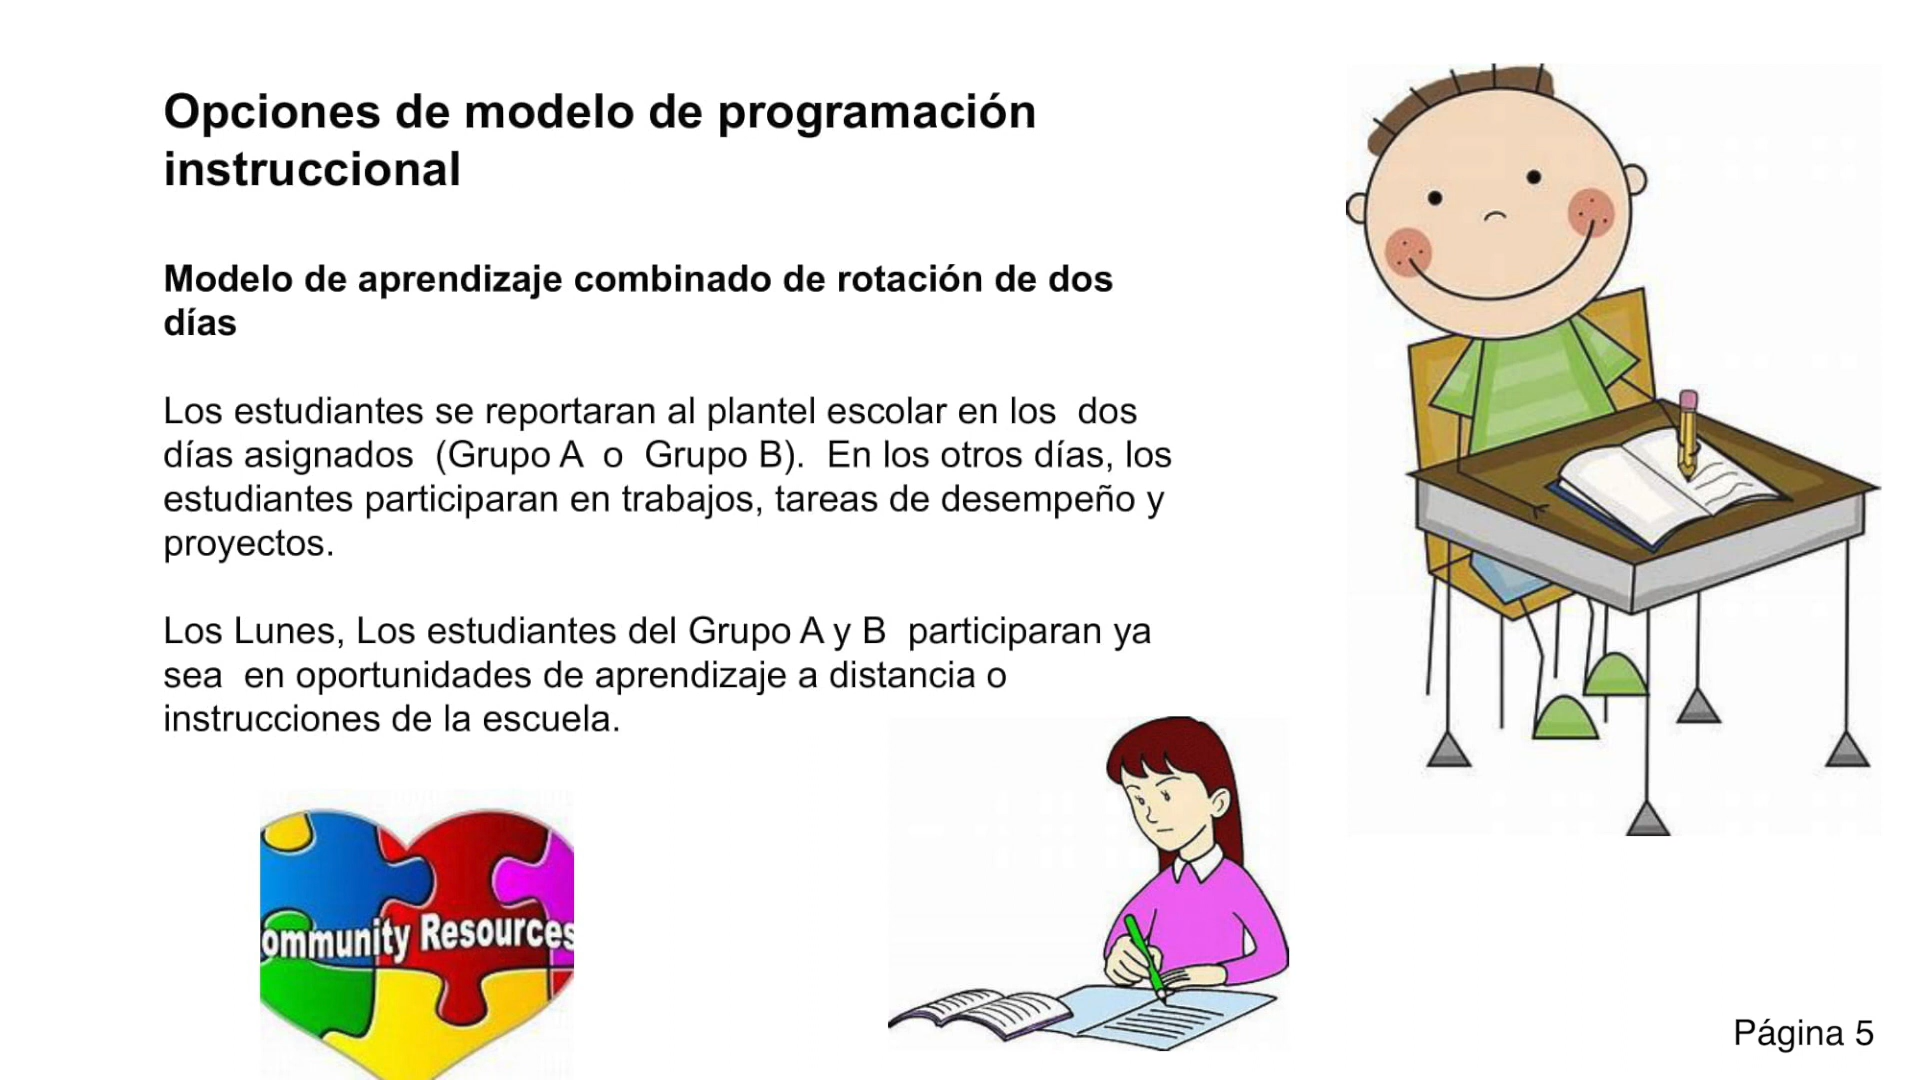 Opciones de modelo de programación
instruccional
Modelo de aprendizaje combinado de rotación de dos
días
Los estudiantes se reportaran al plantel escolar en los  dos
días asignados  (Grupo A  o  Grupo B).  En los otros días, los
estudiantes participaran en trabajos, tareas de desempeño y
proyectos.
Los Lunes, Los estudiantes del Grupo A y B  participaran ya
sea  en oportunidades de aprendizaje a distancia o
instrucciones de la escuela.
ommunity Resources
Página 5